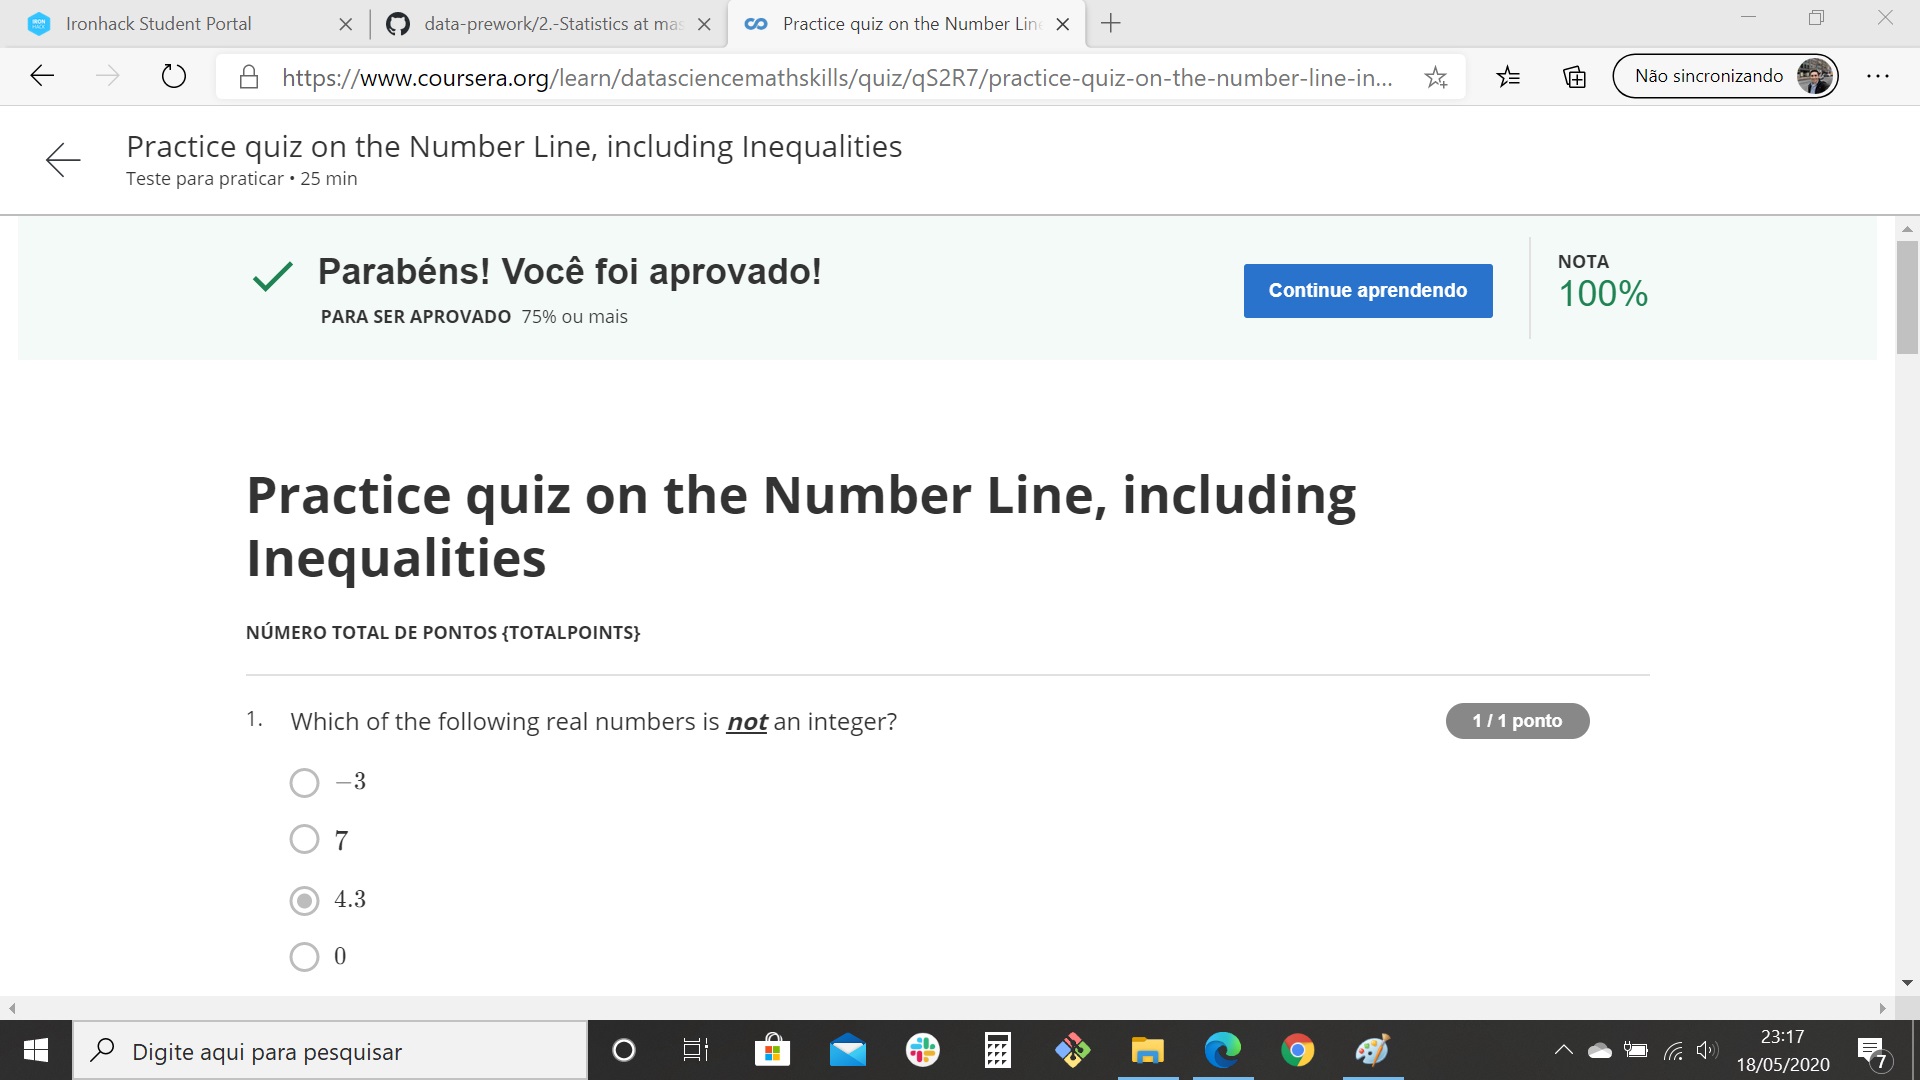 Ironhack Student Portal
data-prework/2.-Statistics at mas
Practice quiz on the Number Line
https://www.coursera.org/learn/datasciencemathskills/quiz/qS2R7/practice-quiz-on-the-number-line-in...
Não sincronizando
Practice quiz on the Number Line, including Inequalities
Teste para praticar • 25 min
Parabéns! Você foi aprovado!
PARA SER APROVADO 75% ou mais
Continue aprendendo
NOTA
100%
Practice quiz on the Number Line, including
Inequalities
NÚMERO TOTAL DE PONTOS {TOTALPOINTS}
1. Which of the following real numbers is not an integer?
1 / 1 ponto
−3
7
4.3
0
Digite aqui para pesquisar
23:17
18/05/2020
7